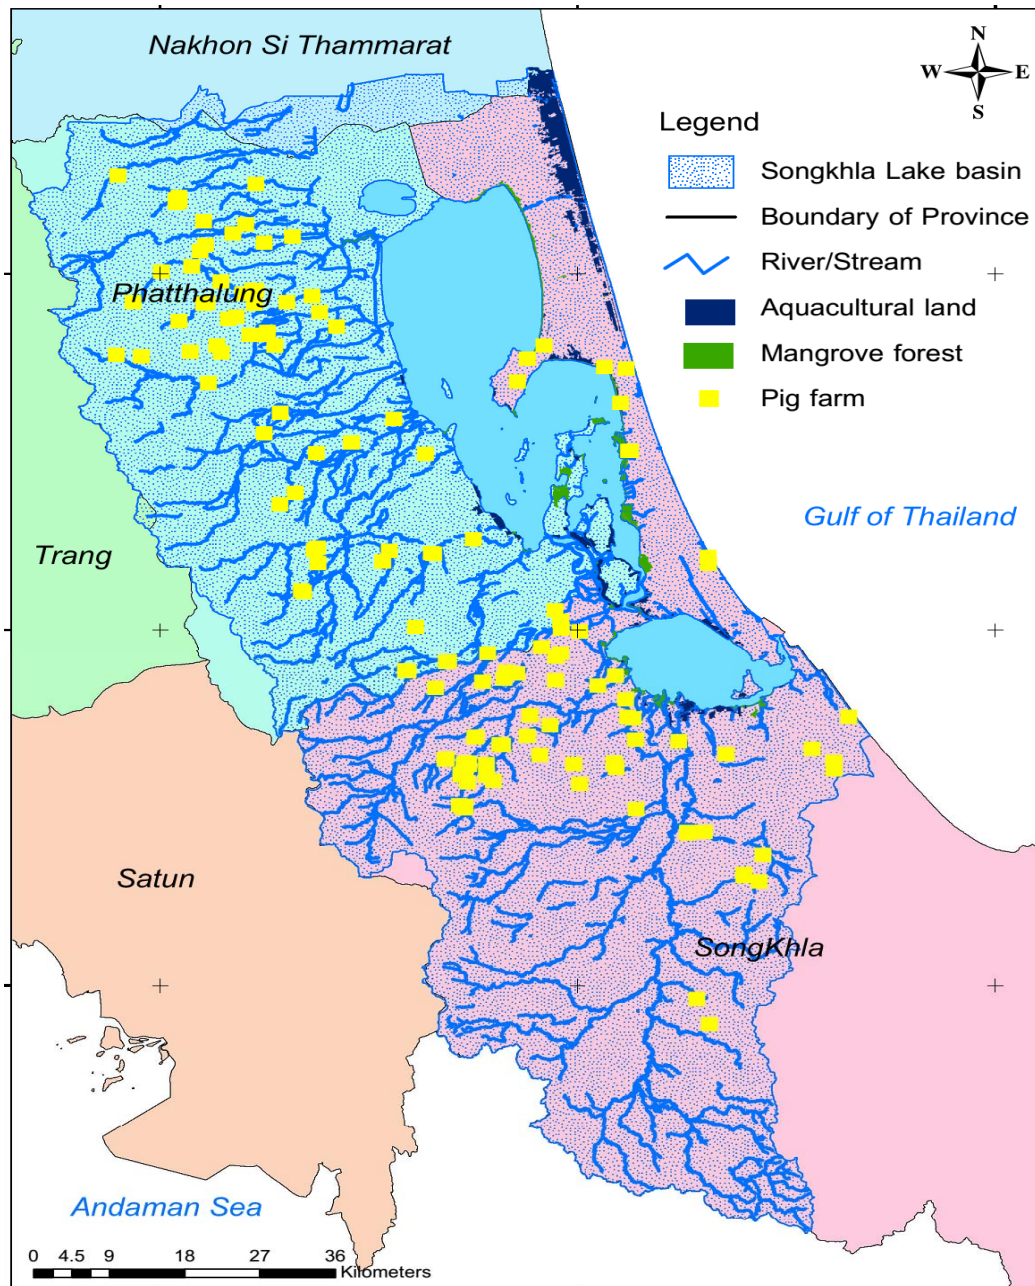 Nakhon Si Thammarat
N
W E
S
Legend
Songkhla Lake basin
Boundary of Province
River/Stream
Aquacultural land
Mangrove forest
Pig farm
Phatthalung
Gulf of Thailand
Trang
Satun
SongKhla
Andaman Sea
0 4.5 9 18 27 36
Kilometers